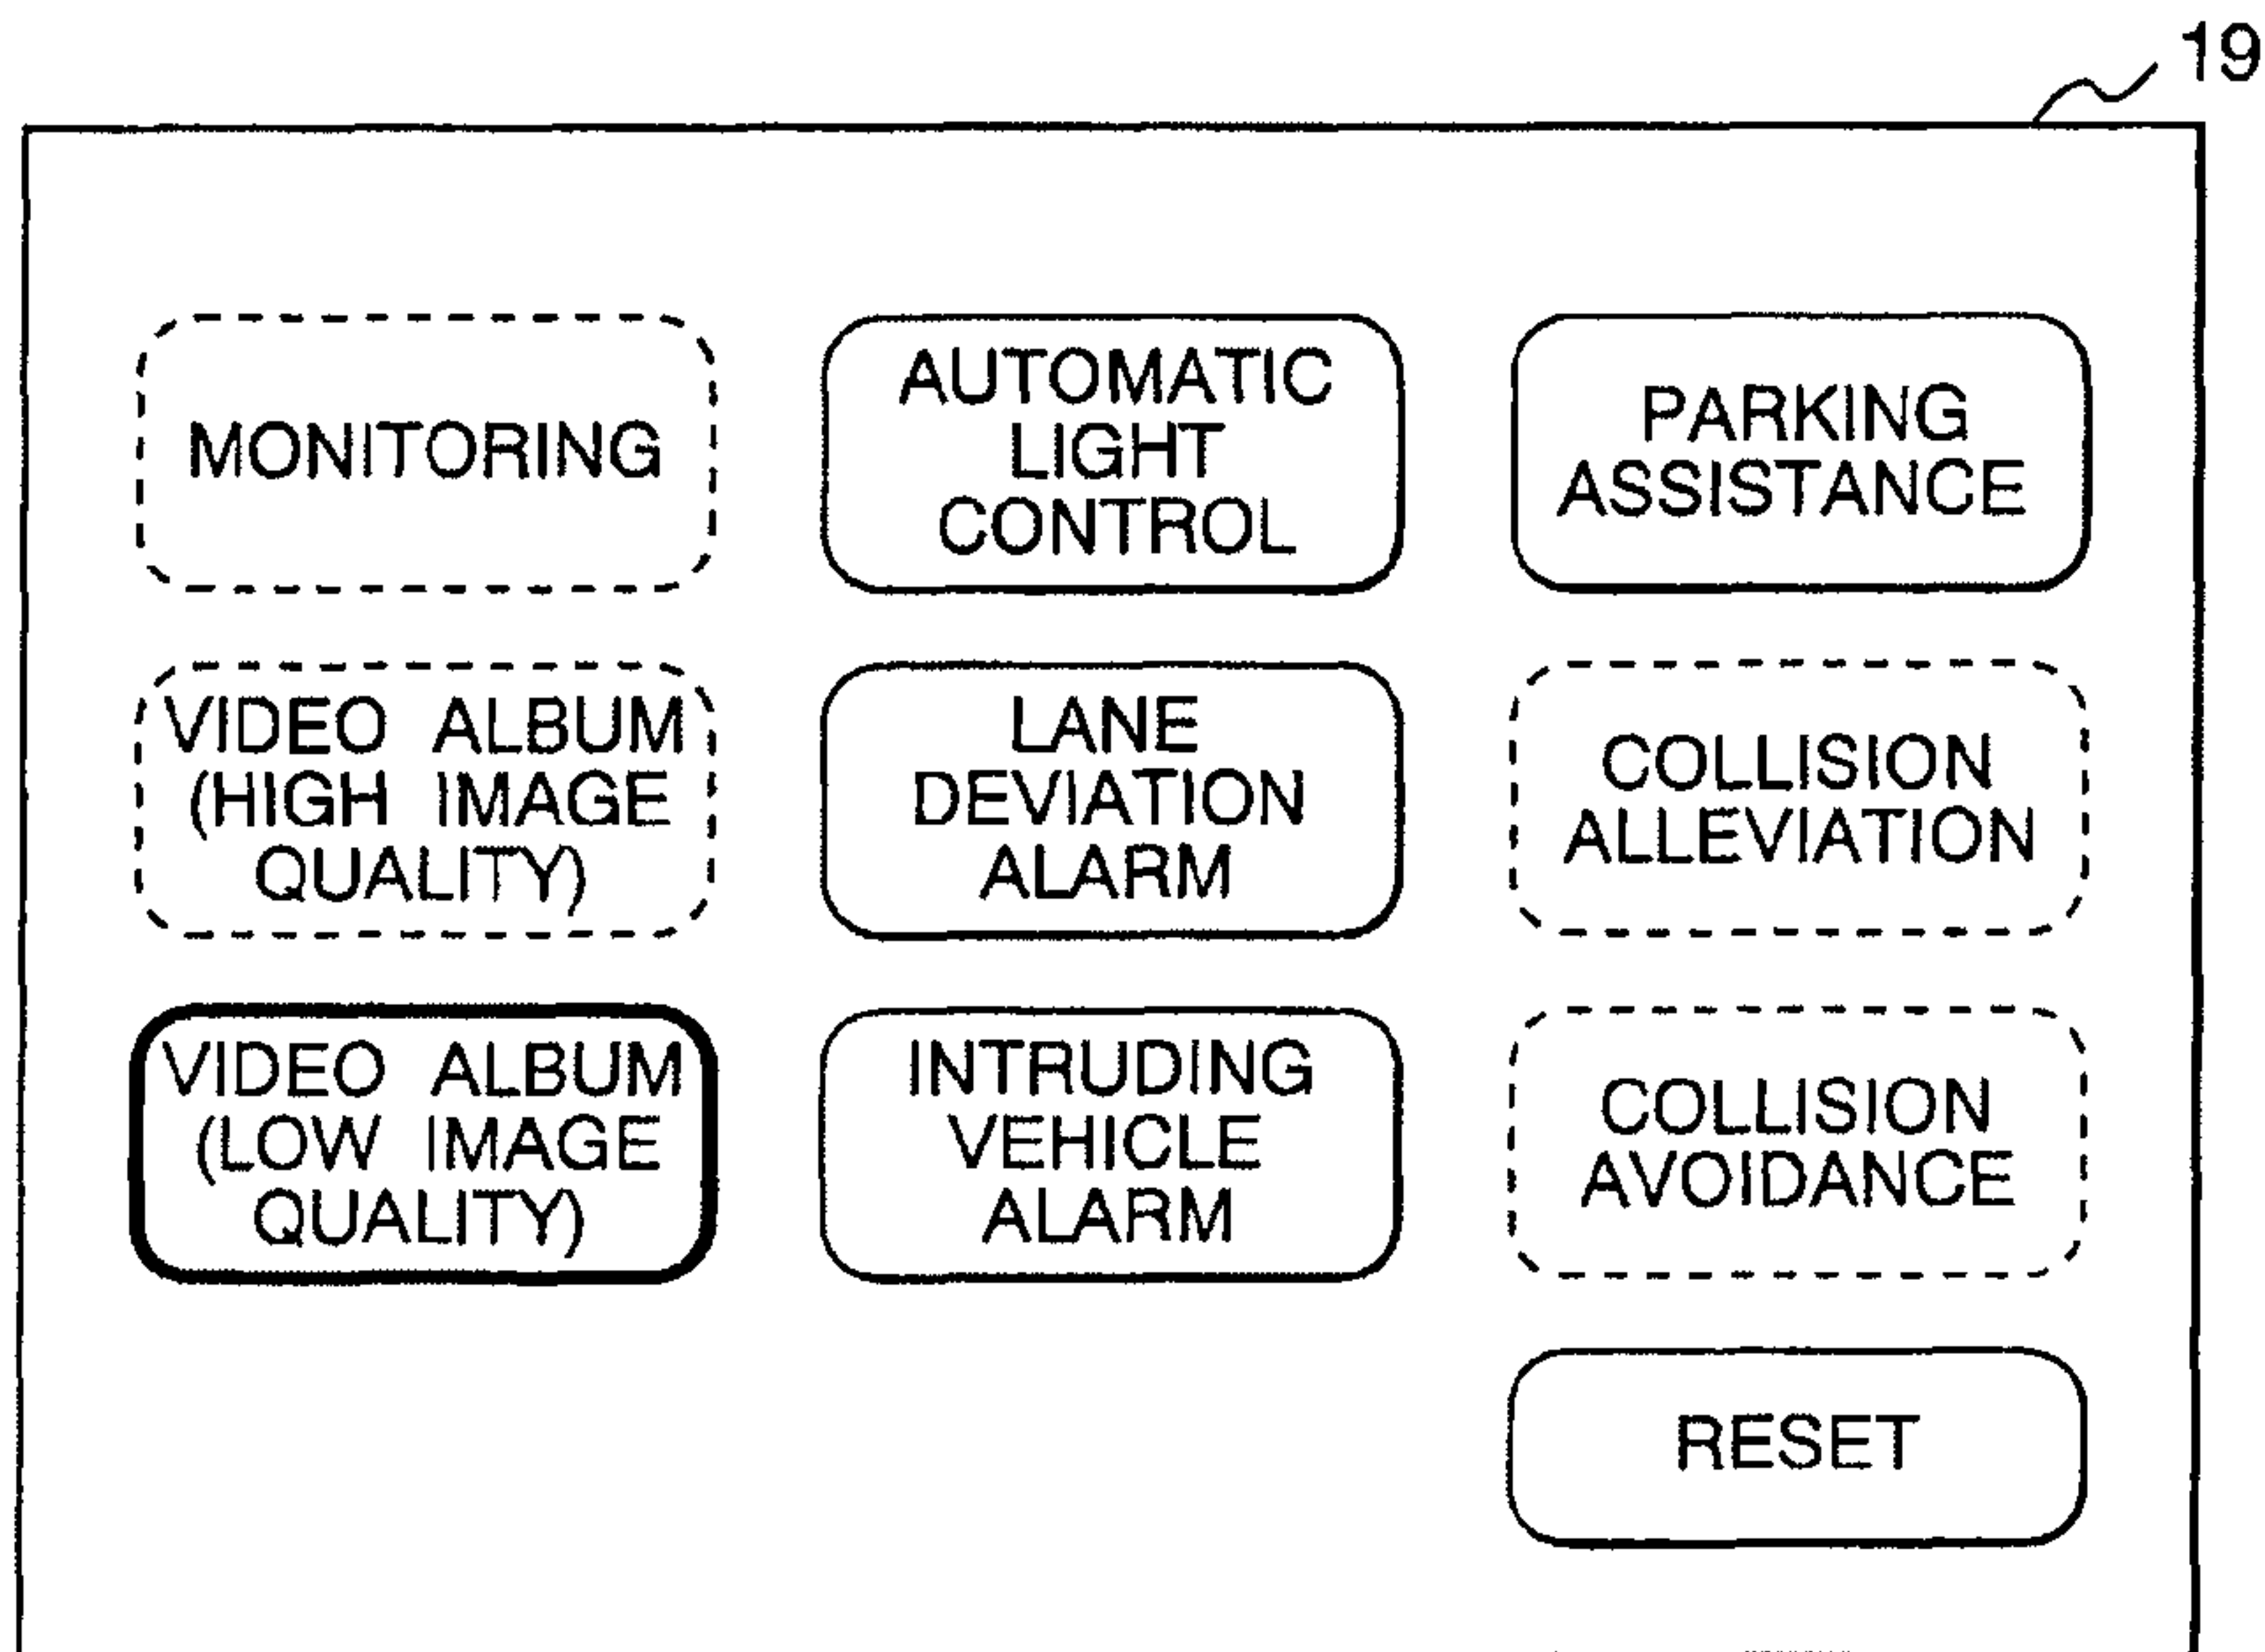 19
MONITORING
AUTOMATIC
LIGHT
CONTROL
PARKING
ASSISTANCE
VIDEO ALBUM
(HIGH IMAGE
QUALITY)
LANE
DEVIATION
ALARM
COLLISION
ALLEVIATION
VIDEO ALBUM
(LOW IMAGE
QUALITY)
INTRUDING
VEHICLE
ALARM
COLLISION
AVOIDANCE
RESET